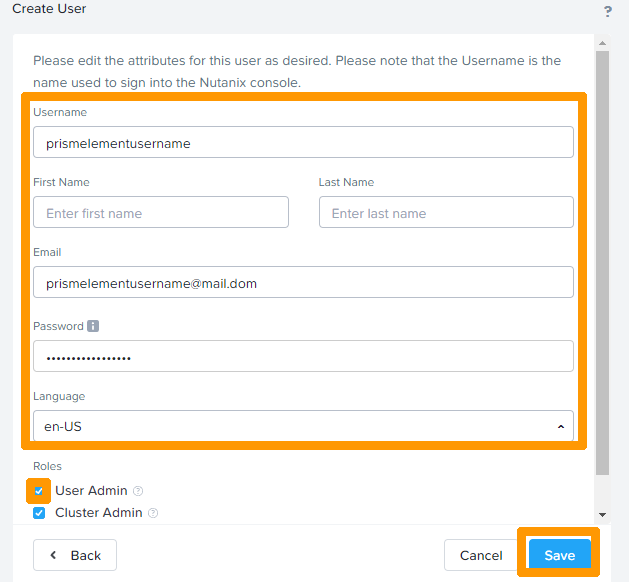 Create User
?
Please edit the attributes for this user as desired. Please note that the Username is the
name used to sign into the Nutanix console.
Username
prismelementusername
First Name Last Name
Enter first name Enter last name
Email
prismelementusername@mail.dom
Password i
•••••••••••••••••
Language
en-US
Roles
User Admin ?
Cluster Admin ?
Back Cancel Save